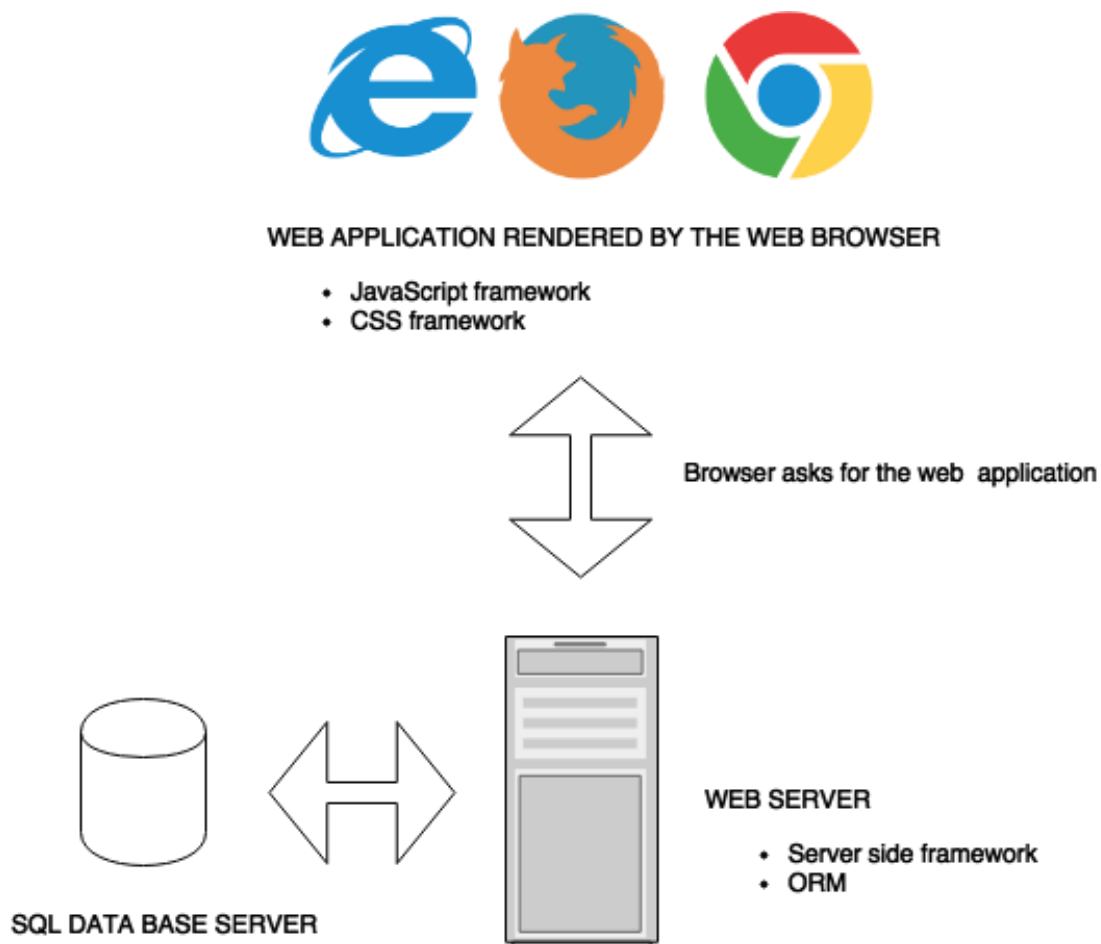 WEB APPLICATION RENDERED BY THE WEB BROWSER
• JavaScript framework
• CSS framework
Browser asks for the web  application
WEB SERVER
• Server side framework
• ORM
SQL DATA BASE SERVER